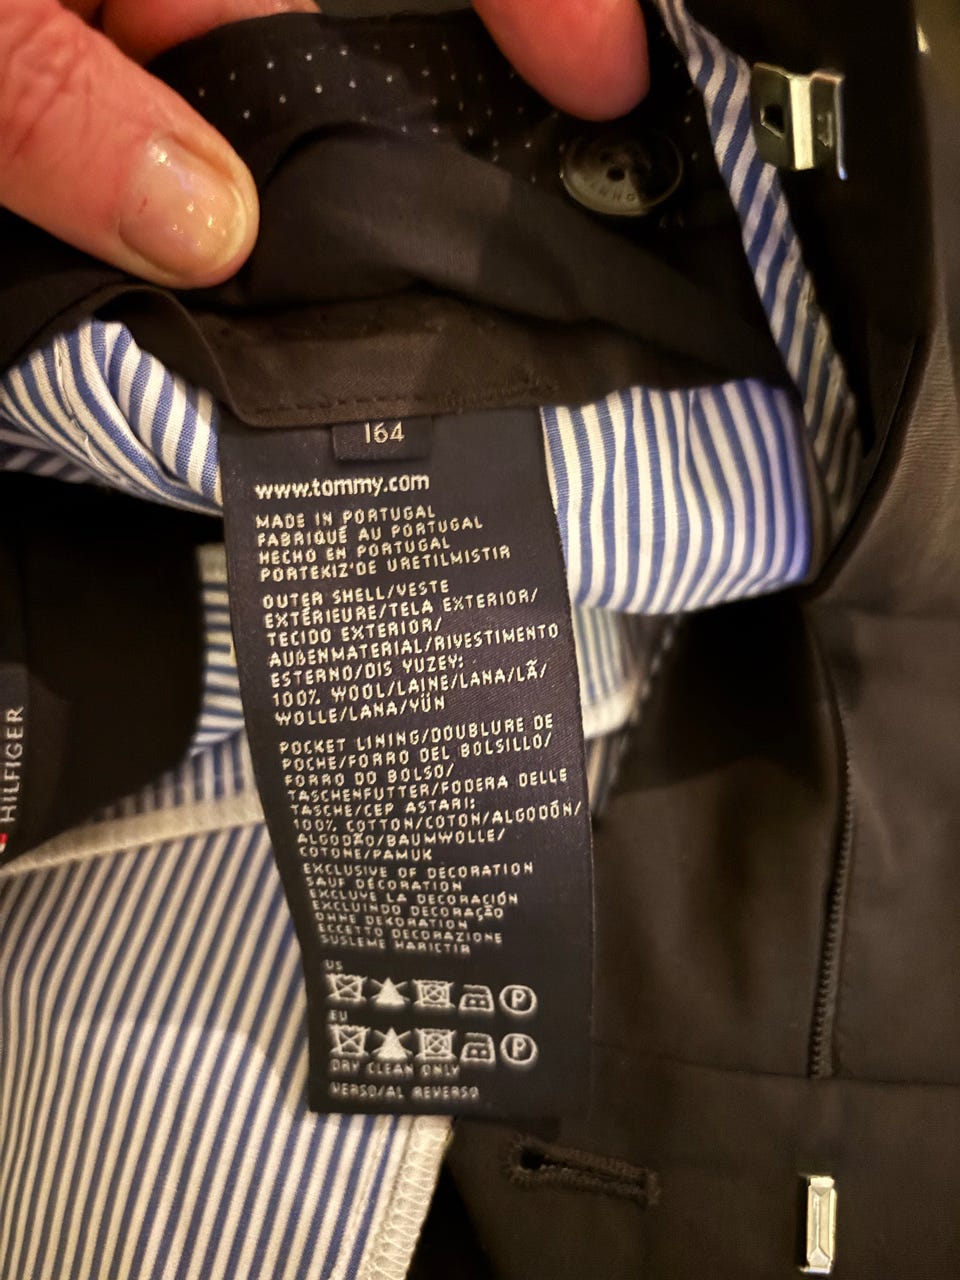 164
www.tommy.com
MADE IN PORTUGAL
FABRIQUÉ AU PORTUGAL
HECHO EN PORTUGAL
PORTEKIZ'DE URETILMISTIR
OUTER SHELL/VESTE
EXTÉRIEURE/TELA EXTERIOR/
TECIDO EXTERIOR/
AUßENMATERIAL/RIVESTIMENTO
ESTERNO/DIS YUZEY:
100% WOOL/LAINE/LANA/LÃ/
WOLLE/LANA/YÜN
POCKET LINING/DOUBLURE DE
POCHE/FORRO DEL BOLSILLO/
FORRO DO BOLSO/
TASCHENFUTTER/FODERA DELLE
TASCHE/CEP ASTARI:
100% COTTON/COTON/ALGODÓN/
ALGODÃO/BAUMWOLLE/
COTONE/PAMUK
EXCLUSIVE OF DECORATION
SAUF DÉCORATION
EXCLUYE LA DECORACIÓN
EXCLUINDO DECORAÇÃO
OHNE DEKORATION
ECCETTO DECORAZIONE
SUSLEME HARICTIR
US
P
EU
P
DRY CLEAN ONLY
VERSO/AL REVERSO
HILFIGER